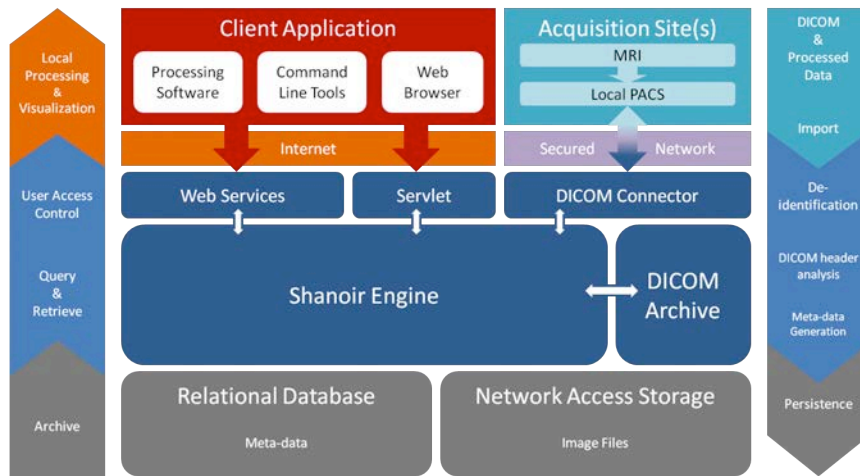 Local
Processing
&
Visualization
User Access
Control
Query
&
Retrieve
Archive
Client Application
Processing
Software
Command
Line Tools
Web
Browser
Acquisition Site(s)
MRI
Local PACS
Internet
Secured Network
Web Services
Servlet
DICOM Connector
Shanoir Engine
DICOM
Archive
Relational Database
Meta-data
Network Access Storage
Image Files
DICOM
&
Processed
Data
Import
De-
identification
DICOM header
analysis
Meta-data
Generation
Persistence